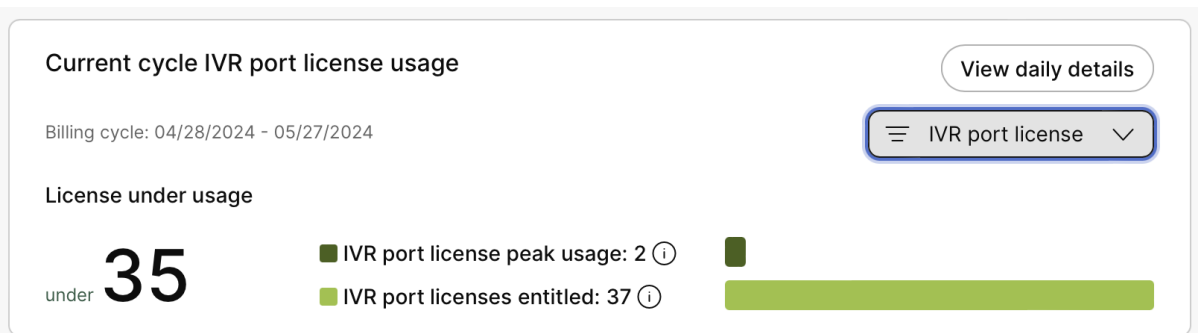 Current cycle IVR port license usage
View daily details
Billing cycle: 04/28/2024 - 05/27/2024
IVR port license
License under usage
under 35
IVR port license peak usage: 2
IVR port licenses entitled: 37